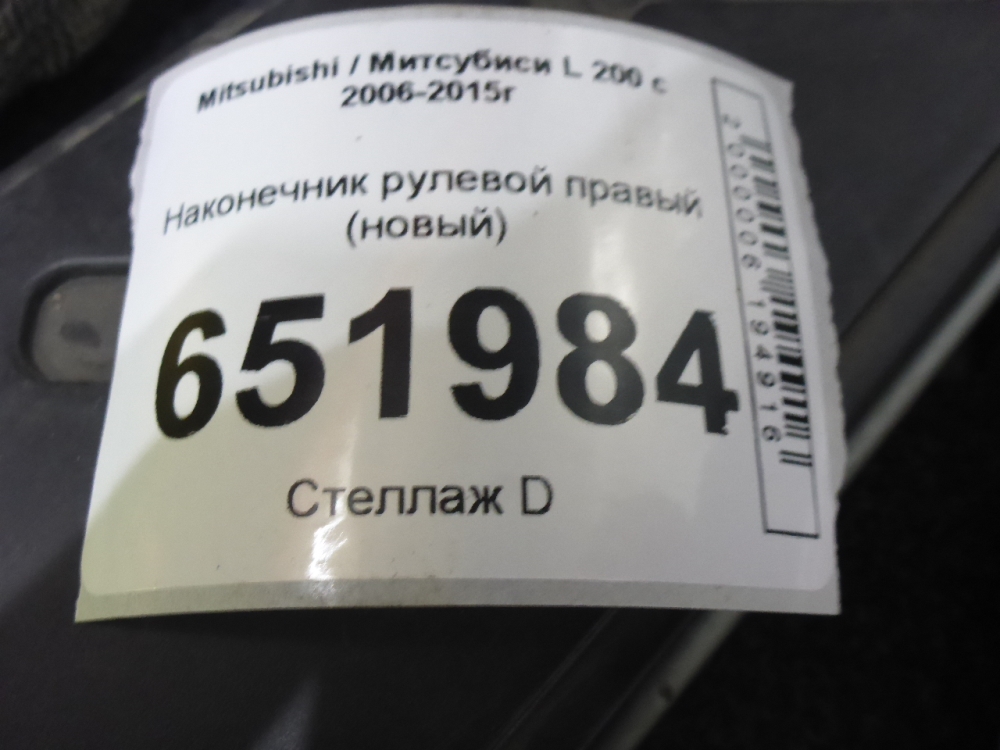 Mitsubishi / Митсубиси L 200 с
2006-2015г
Наконечник рулевой правый
(новый)
651984
Стеллаж D
2000006194916